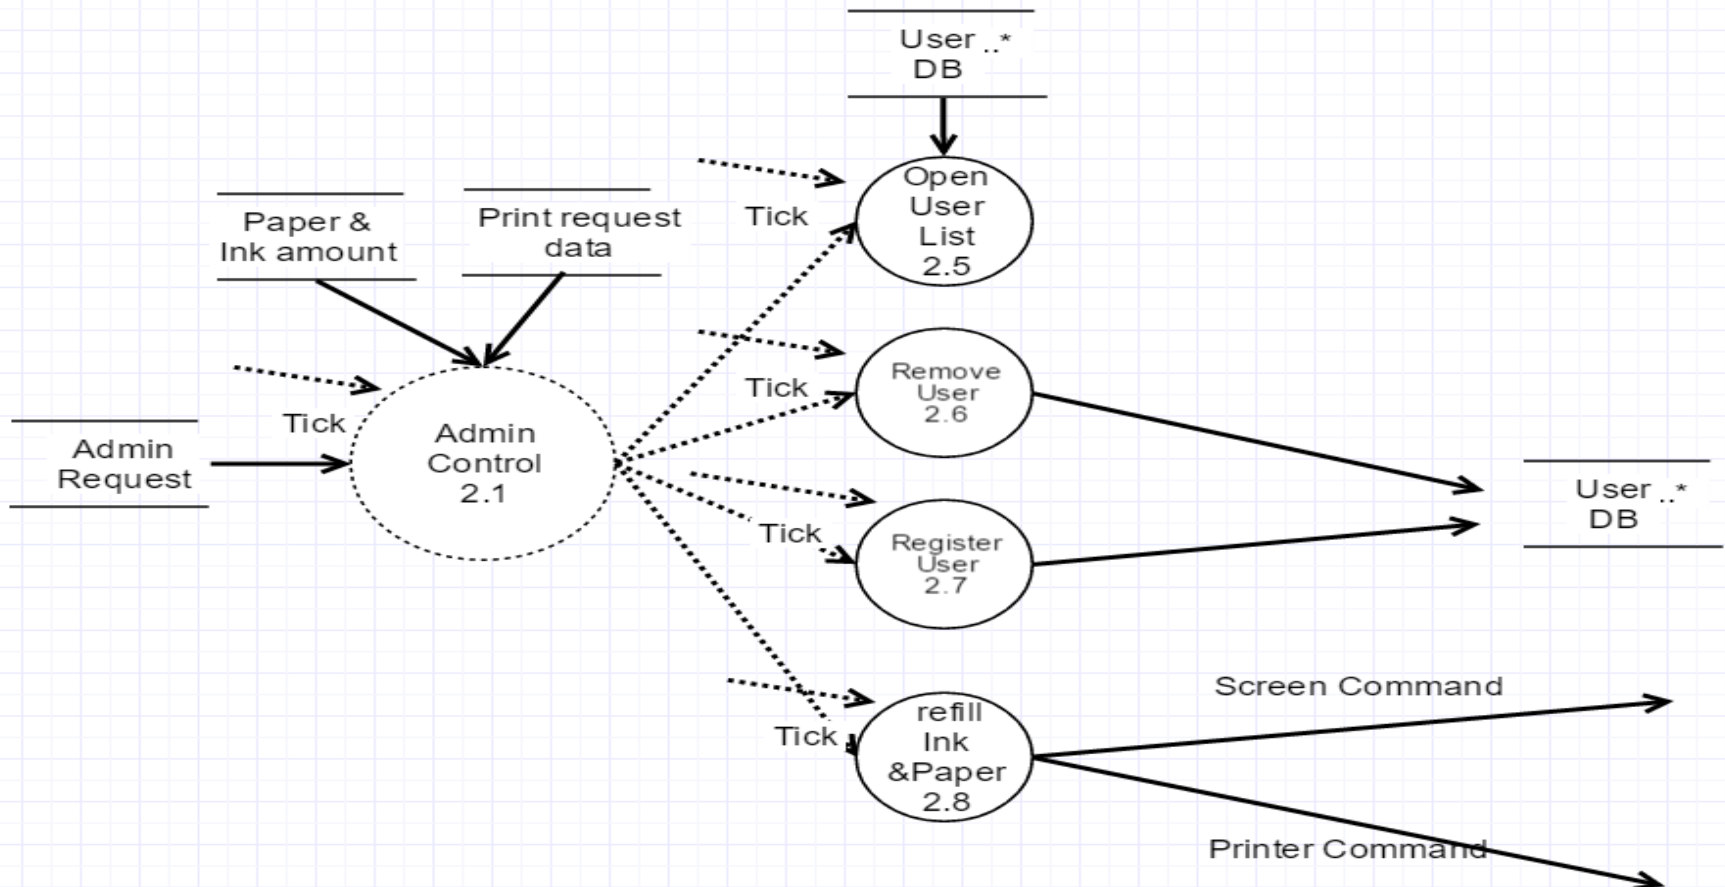 User ..*
DB
Open
User
List
2.5
Tick
Paper &
Ink amount
Print request
data
Tick
Admin
Request
Admin
Control
2.1
Tick
Remove
User
2.6
Tick
Register
User
2.7
User ..*
DB
Tick
refill
Ink
&Paper
2.8
Screen Command
Printer Command